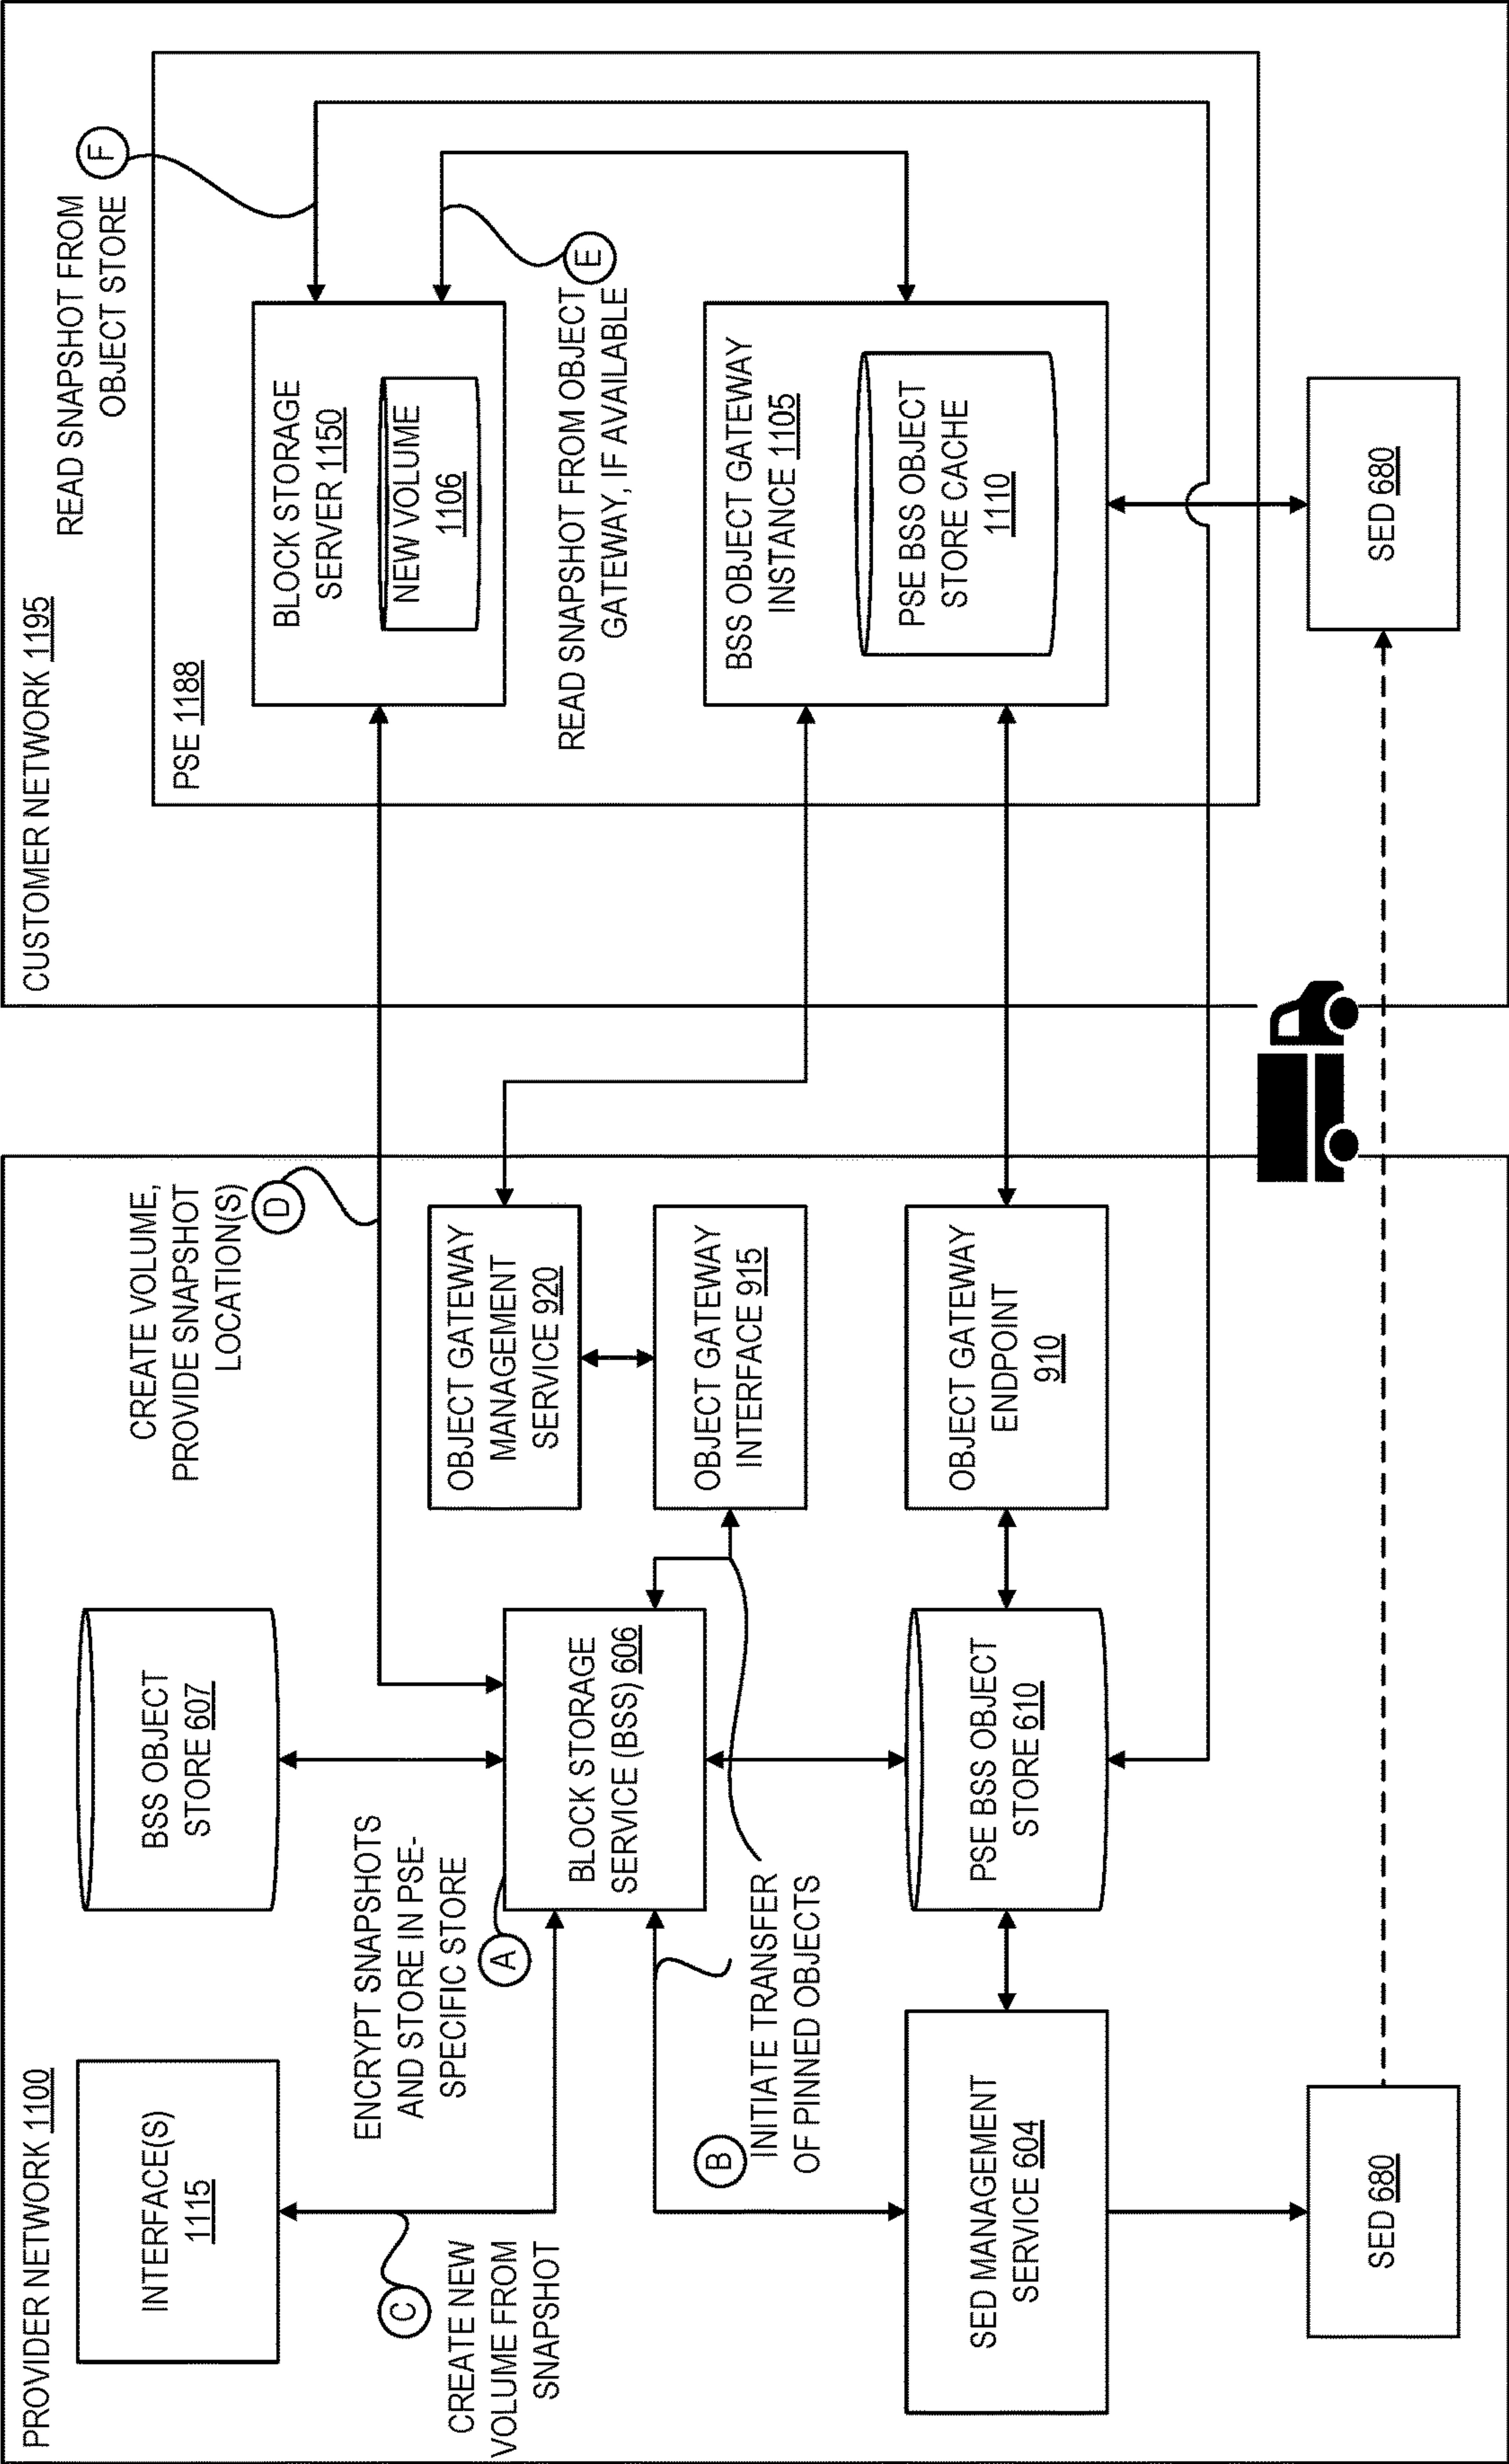 PROVIDER NETWORK 1100
INTERFACE(S)
1115
BSS OBJECT
STORE 607
CREATE VOLUME,
PROVIDE SNAPSHOT
LOCATION(S)
D
C
CREATE NEW
VOLUME FROM
SNAPSHOT
ENCRYPT SNAPSHOTS
AND STORE IN PSE-
SPECIFIC STORE
A
BLOCK STORAGE
SERVICE (BSS) 606
OBJECT GATEWAY
MANAGEMENT
SERVICE 920
OBJECT GATEWAY
INTERFACE 915
B
INITIATE TRANSFER
OF PINNED OBJECTS
SED MANAGEMENT
SERVICE 604
PSE BSS OBJECT
STORE 610
OBJECT GATEWAY
ENDPOINT
910
SED 680
CUSTOMER NETWORK 1195
READ SNAPSHOT FROM
OBJECT STORE
F
PSE 1188
BLOCK STORAGE
SERVER 1150
NEW VOLUME
1106
E
READ SNAPSHOT FROM OBJECT
GATEWAY, IF AVAILABLE
BSS OBJECT GATEWAY
INSTANCE 1105
PSE BSS OBJECT
STORE CACHE
1110
SED 680